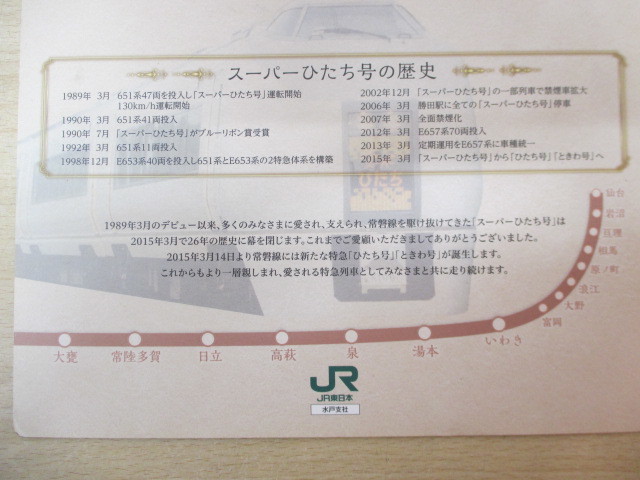 スーパーひたち号の歴史
1989年 3月 651系47両を投入し「スーパーひたち号」運転開始
130km/h運転開始
1990年 3月 651系41両投入
1990年 7月 「スーパーひたち号」がブルーリボン賞受賞
1992年 3月 651系11両投入
1998年12月 E653系40両を投入し651系とE653系の2特急体系を構築
2002年12月 「スーパーひたち号」の一部列車で禁煙車拡大
2006年 3月 勝田駅に全ての「スーパーひたち号」停車
2007年 3月 全面禁煙化
2012年 3月 E657系70両投入
2013年 3月 定期運用をE657系に車種統一
2015年 3月 「スーパーひたち号」から「ひたち号」「ときわ号」へ
ひたち
1989年3月のデビュー以来、多くのみなさまに愛され、支えられ、常磐線を駆け抜けてきた「スーパーひたち号」は
2015年3月で26年の歴史に幕を閉じます。これまでご愛顧いただきましてありがとうございました。
2015年3月14日より常磐線には新たな特急「ひたち号」「ときわ号」が誕生します。
これからもより一層親しまれ、愛される特急列車としてみなさまと共に走り続けます。
仙台
岩沼
亘理
相馬
原ノ町
浪江
大野
富岡
いわき
湯本
泉
高萩
日立
常陸多賀
大甕
JR
JR東日本
水戸支社